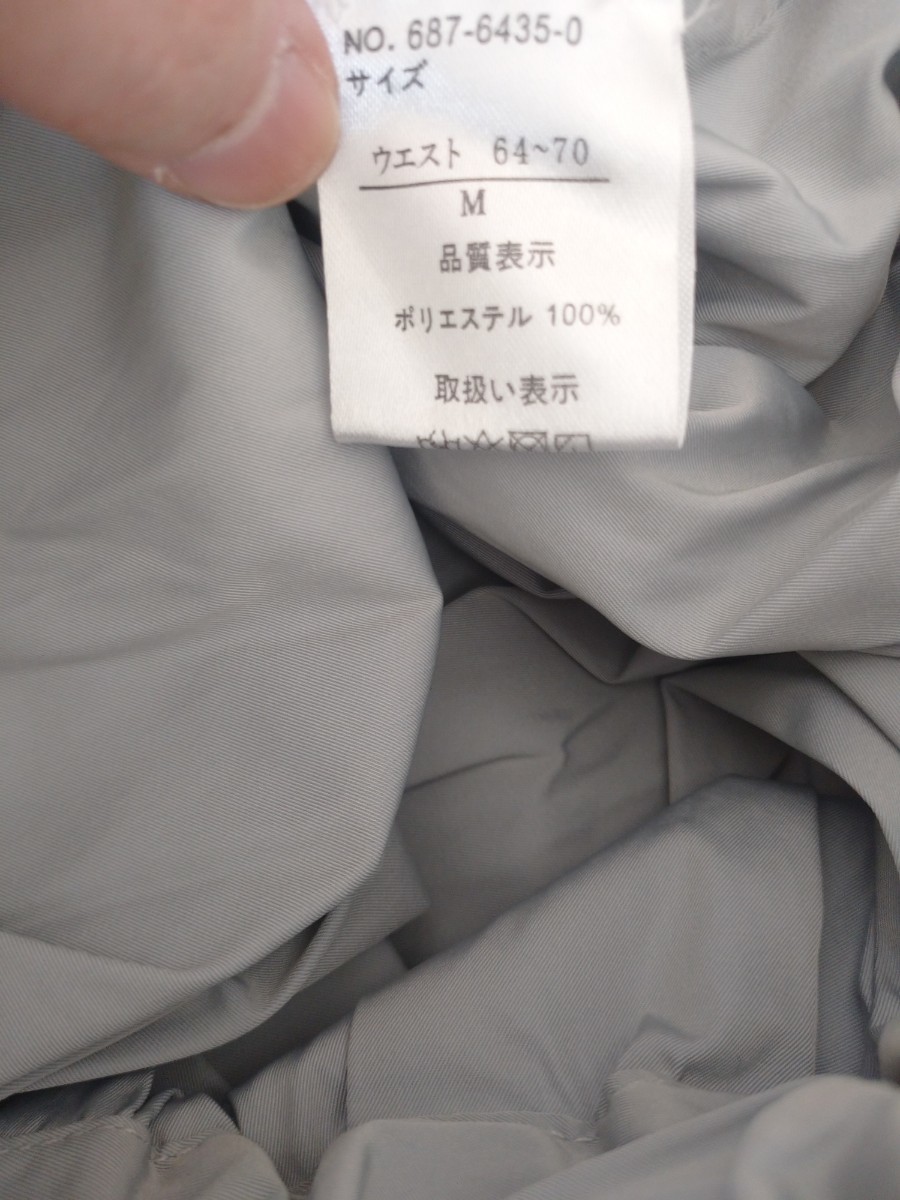 NO. 687-6435-0
サイズ
ウエスト 64~70
M
品質表示
ポリエステル 100%
取扱い表示